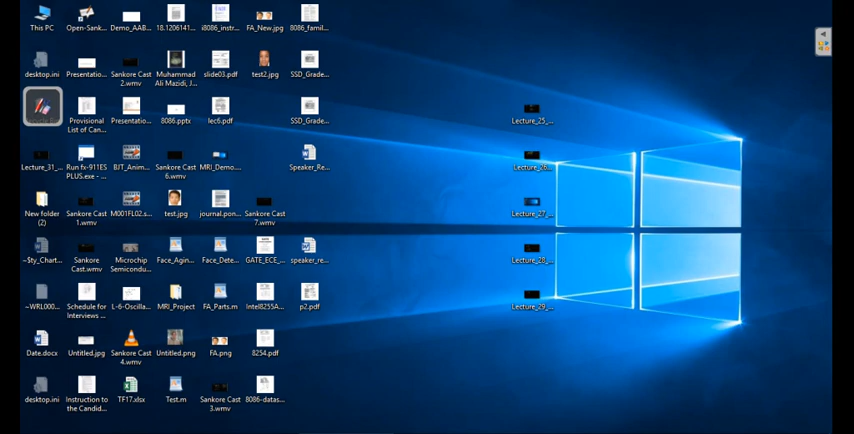 This PC
Open-Sank...
Demo_AAB...
18.1206141...
i8086_instr...
FA_New.jpg
8086_famil...
desktop.ini
Presentatio...
Sankore Cast
2.wmv
Muhammad
Ali Mazidi, J...
slide03.pdf
test2.jpg
SSD_Grade...
Provisional
List of Can...
Presentatio...
8086.pptx
lec6.pdf
SSD_Grade...
Lecture_25_...
Lecture_31_...
Run fx-911ES
PLUS.exe - ...
BJT_Anim...
Sankore Cast
6.wmv
MRI_Demo...
Speaker_Re...
Lecture_26_...
New folder
(2)
Sankore Cast
1.wmv
M001FL02.s...
test.jpg
journal.pon...
Sankore Cast
7.wmv
Lecture_27_...
~$ty_Chart...
Sankore
Cast.wmv
Microchip
Semicondu...
Face_Agin...
Face_Dete...
GATE_ECE_...
speaker_re...
Lecture_28_...
~WRL000...
Schedule for
Interviews ...
L-6-Oscilla...
MRI_Project
FA_Parts.m
Intel8255A...
p2.pdf
Lecture_29_...
Date.docx
Untitled.jpg
Sankore Cast
4.wmv
Untitled.png
FA.png
8254.pdf
desktop.ini
Instruction to
the Candid...
TF17.xlsx
Test.m
Sankore Cast
3.wmv
8086-datas...